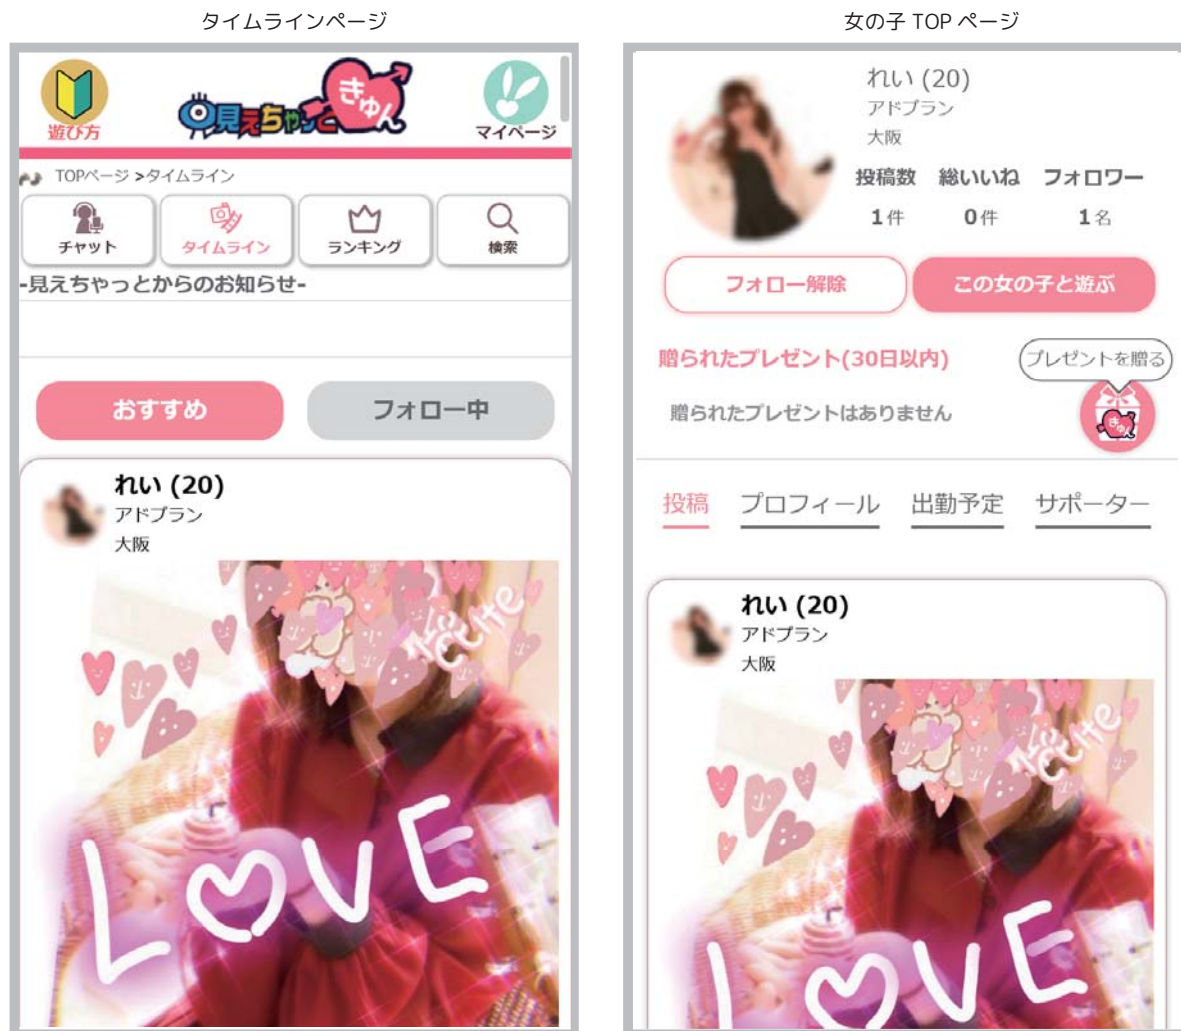 タイムラインページ
遊び方
見えちゃっと
きゅん
マイページ
TOPページ >タイムライン
チャット
タイムライン
ランキング
検索
-見えちゃっとからのお知らせ-
おすすめ
フォロー中
れい (20)
アドプラン
大阪
LOVE
女の子 TOP ページ
れい (20)
アドプラン
大阪
投稿数 総いいね フォロワー
1件 0件 1名
フォロー解除
この女の子と遊ぶ
贈られたプレゼント(30日以内)
プレゼントを贈る
贈られたプレゼントはありません
きゅん
投稿 プロフィール 出勤予定 サポーター
れい (20)
アドプラン
大阪
LOVE